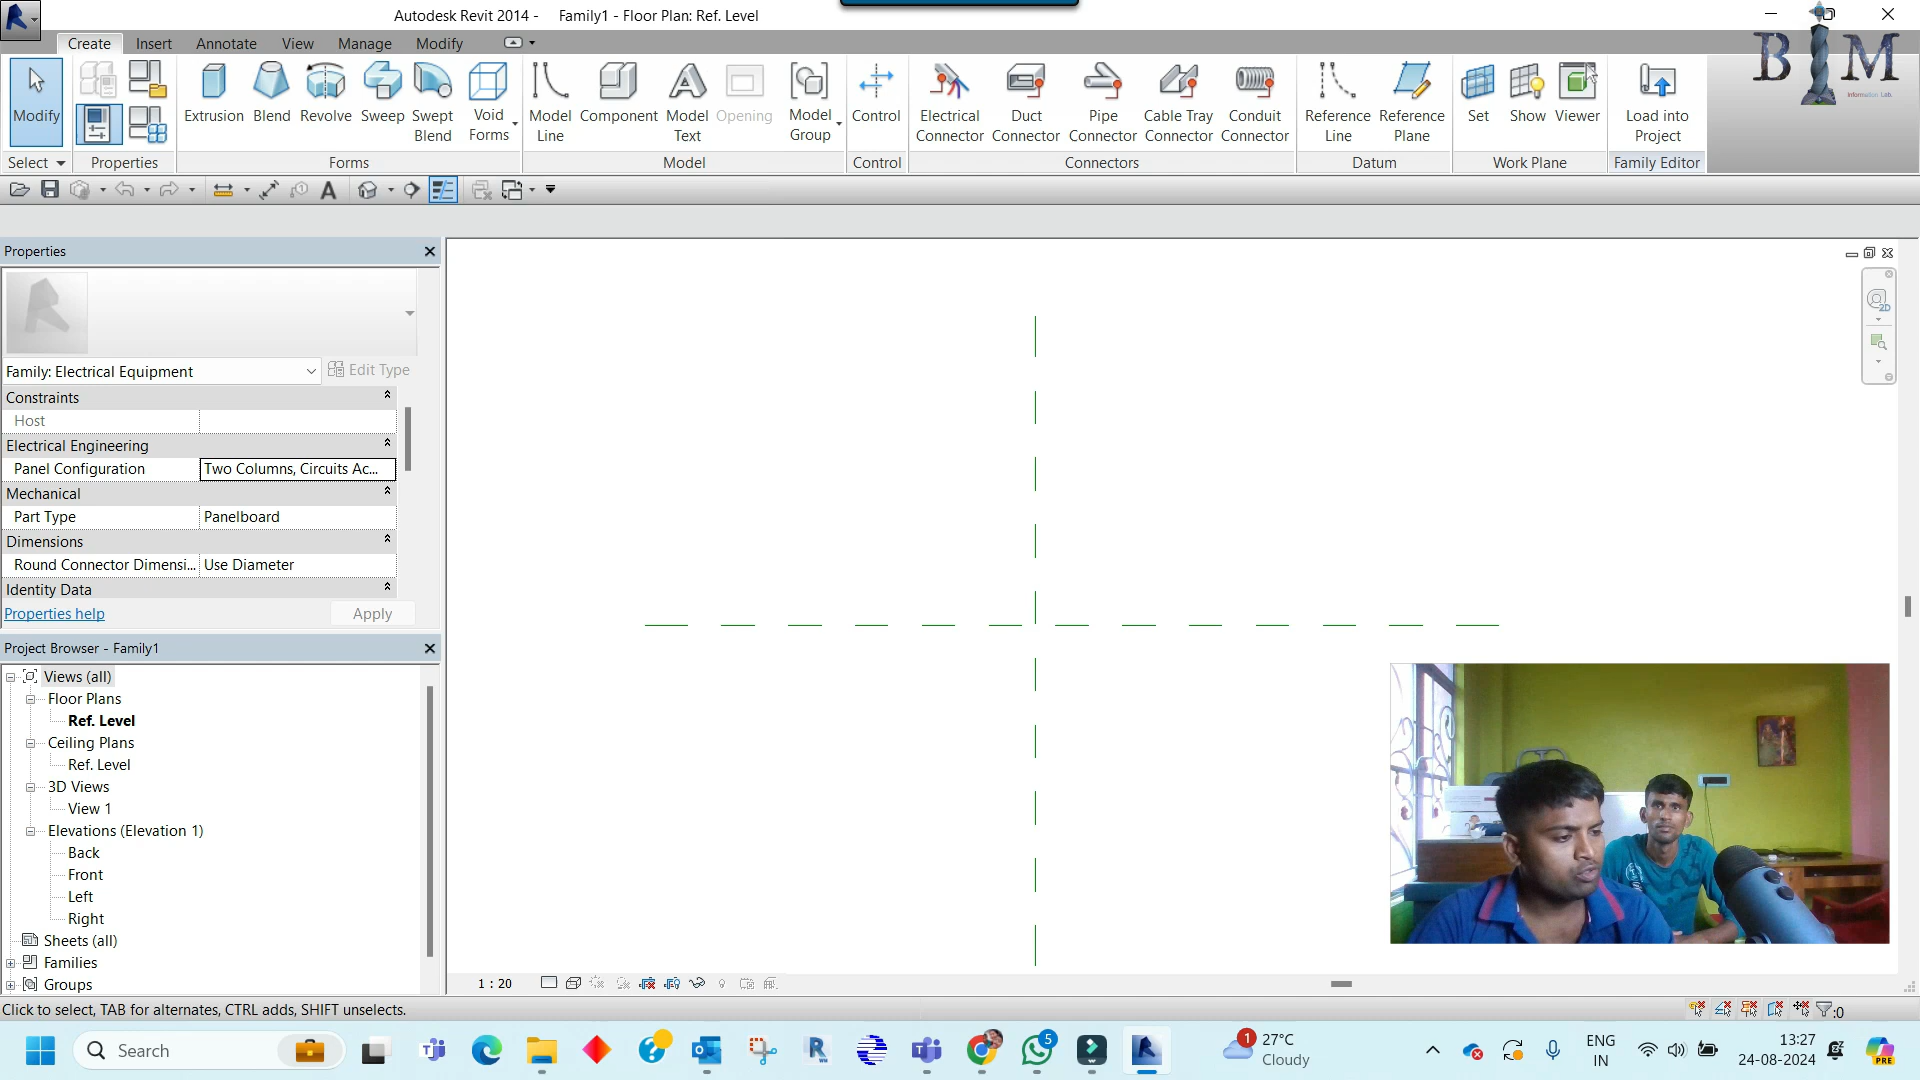 Autodesk Revit 2014 - Family1 - Floor Plan: Ref. Level
BIM
Information Lab.
Create Insert Annotate View Manage Modify
Modify
Extrusion Blend Revolve Sweep Swept Blend Void Forms
Model Line Component Model Text Opening Model Group
Control
Electrical Connector Duct Connector Pipe Connector Cable Tray Connector Conduit Connector
Reference Line Reference Plane
Set Show Viewer
Load into Project
Select Properties Forms Model Control Connectors Datum Work Plane Family Editor
Properties
Family: Electrical Equipment Edit Type
Constraints
Host
Electrical Engineering
Panel Configuration Two Columns, Circuits Ac...
Mechanical
Part Type Panelboard
Dimensions
Round Connector Dimensi... Use Diameter
Identity Data
Properties help Apply
Project Browser - Family1
Views (all)
Floor Plans
Ref. Level
Ceiling Plans
Ref. Level
3D Views
View 1
Elevations (Elevation 1)
Back
Front
Left
Right
Sheets (all)
Families
Groups
2D
1 : 20
Click to select, TAB for alternates, CTRL adds, SHIFT unselects.
:0
Search
5
1
27°C
Cloudy
ENG
IN
13:27
24-08-2024
PRE